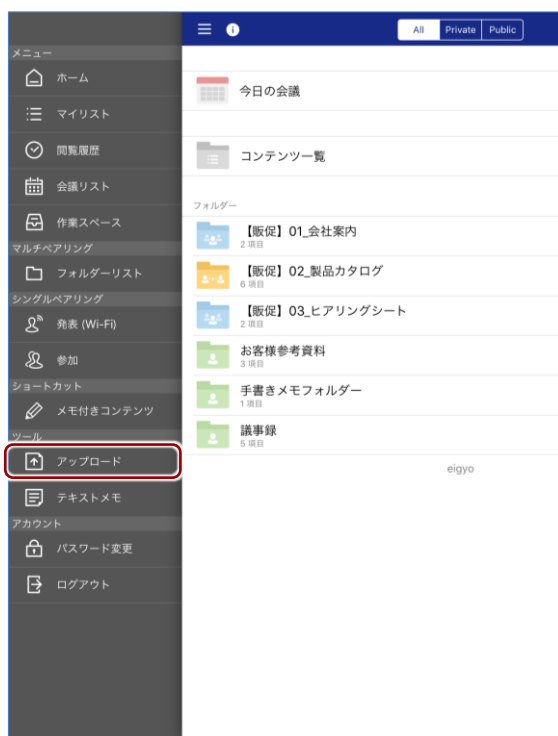 メニュー
ホーム
マイリスト
閲覧履歴
会議リスト
作業スペース
マルチペアリング
フォルダーリスト
シングルペアリング
発表 (Wi-Fi)
参加
ショートカット
メモ付きコンテンツ
ツール
アップロード
テキストメモ
アカウント
パスワード変更
ログアウト
All Private Public
今日の会議
コンテンツ一覧
フォルダー
【販促】01_会社案内
2 項目
【販促】02_製品カタログ
6 項目
【販促】03_ヒアリングシート
2 項目
お客様参考資料
3 項目
手書きメモフォルダー
1 項目
議事録
5 項目
eigyo